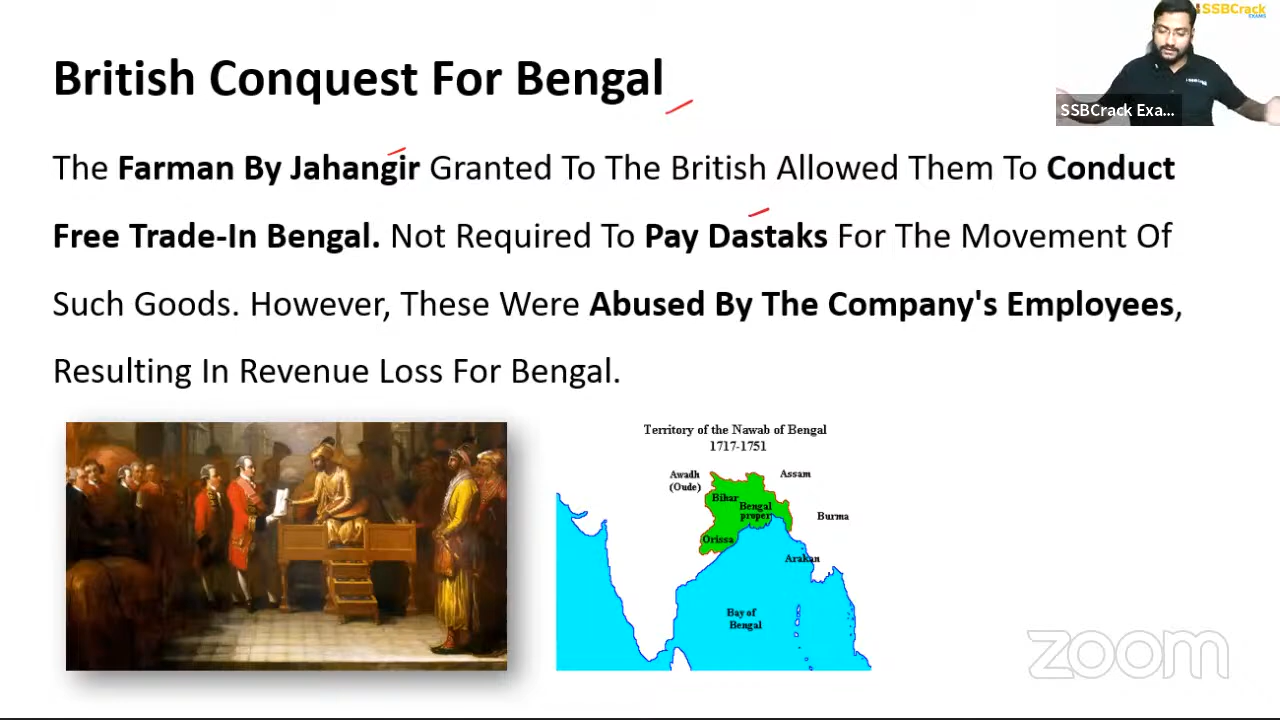 SSBCrack
EXAMS
British Conquest For Bengal
SSBCrack Exa...
The Farman By Jahangir Granted To The British Allowed Them To Conduct
Free Trade-In Bengal. Not Required To Pay Dastaks For The Movement Of
Such Goods. However, These Were Abused By The Company's Employees,
Resulting In Revenue Loss For Bengal.
Territory of the Nawab of Bengal
1717-1751
Awadh
(Oude)
Assam
Bihar
Bengal
proper
Burma
Orissa
Arakan
Bay of
Bengal
zoom